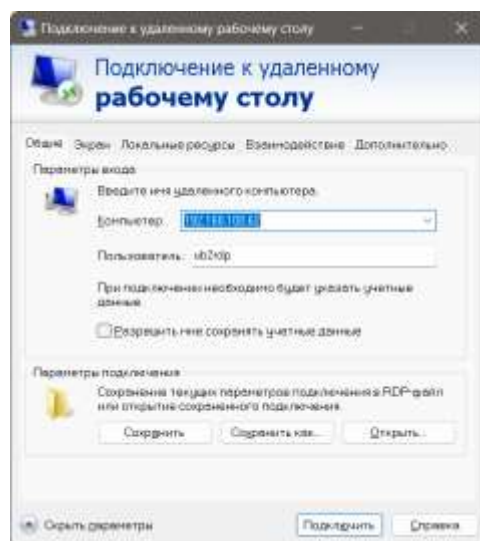 Подключение к удаленному рабочему столу
Подключение к удаленному
рабочему столу
Общие Экран Локальные ресурсы Взаимодействие Дополнительно
Параметры входа
Введите имя удаленного компьютера.
Компьютер:
Пользователь: ub2rdp
При подключении необходимо будет указать учетные
данные
Разрешить мне сохранять учетные данные
Параметры подключения
Сохранение текущих параметров подключения в RDP-файл
или открытие сохраненного подключения.
Сохранить Сохранить как... Открыть...
Скрыть параметры Подключить Справка